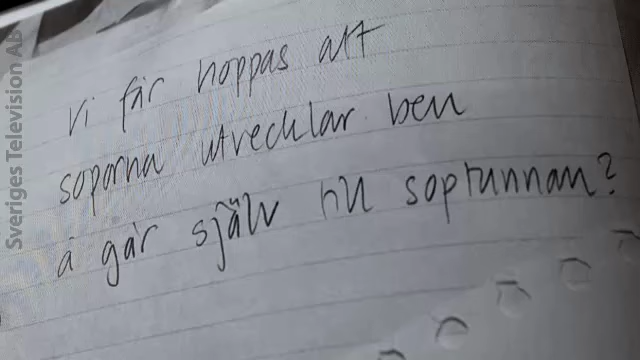 Vi får hoppas att
soporna utvecklar ben
å går själv till soptunnan?
Sveriges Television AB